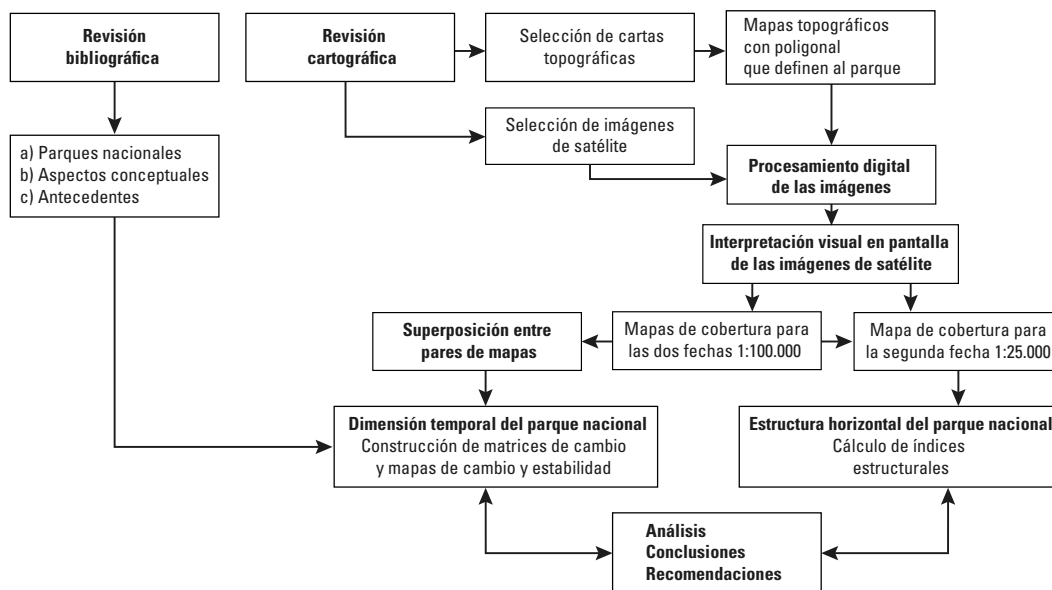 Revisión
bibliográfica
Revisión
cartográfica
Selección de cartas
topográficas
Mapas topográficos
con poligonal
que definen al parque
Selección de imágenes
de satélite
a) Parques nacionales
b) Aspectos conceptuales
c) Antecedentes
Procesamiento digital
de las imágenes
Interpretación visual en pantalla
de las imágenes de satélite
Superposición entre
pares de mapas
Mapas de cobertura para
las dos fechas 1:100.000
Mapa de cobertura para
la segunda fecha 1:25.000
Dimensión temporal del parque nacional
Construcción de matrices de cambio
y mapas de cambio y estabilidad
Estructura horizontal del parque nacional
Cálculo de índices
estructurales
Análisis
Conclusiones
Recomendaciones